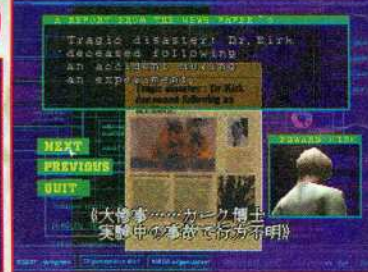 A REPORT FROM THE NEWS PAPER
Tragic disaster: Dr. Kirk
deceased following
an accident during
an experiment.
Tragic disaster : Dr Kirk
deceased following an
NEXT
PREVIOUS
QUIT
EDWARD KIRK
《大惨事……カーク博士
実験中の事故で行方不明》